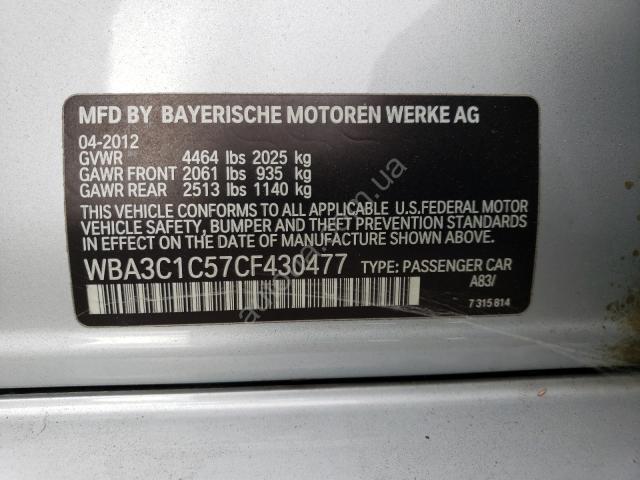 MFD BY BAYERISCHE MOTOREN WERKE AG
04-2012
GVWR 4464 lbs 2025 kg
GAWR FRONT 2061 lbs 935 kg
GAWR REAR 2513 lbs 1140 kg
THIS VEHICLE CONFORMS TO ALL APPLICABLE U.S.FEDERAL MOTOR
VEHICLE SAFETY, BUMPER AND THEFT PREVENTION STANDARDS
IN EFFECT ON THE DATE OF MANUFACTURE SHOWN ABOVE.
WBA3C1C57CF430477 TYPE: PASSENGER CAR
A83/
7 315 814